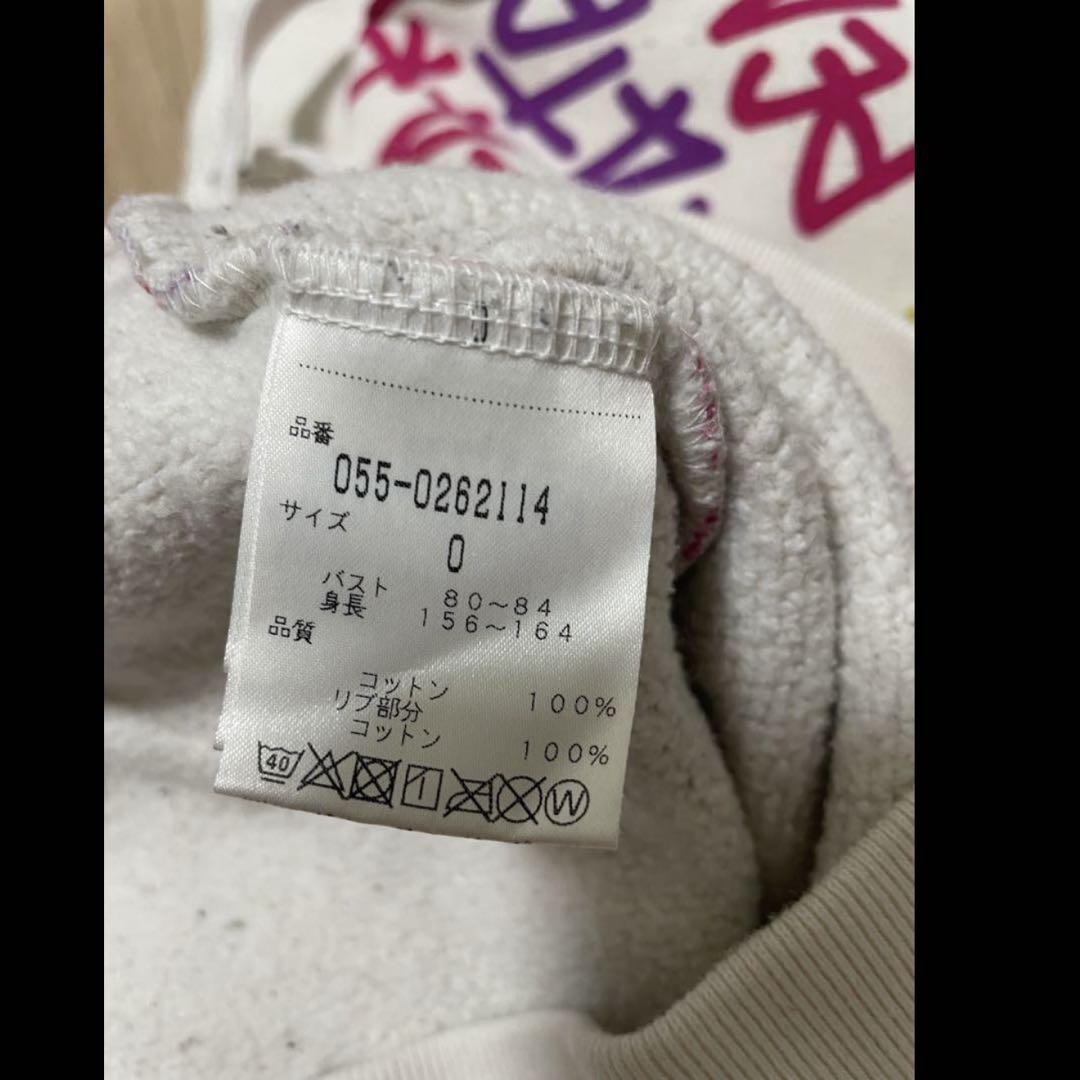 品番
055-0262114
サイズ
0
バスト 80～84
身長 156～164
品質
コットン 100%
リブ部分
コットン 100%
40
W